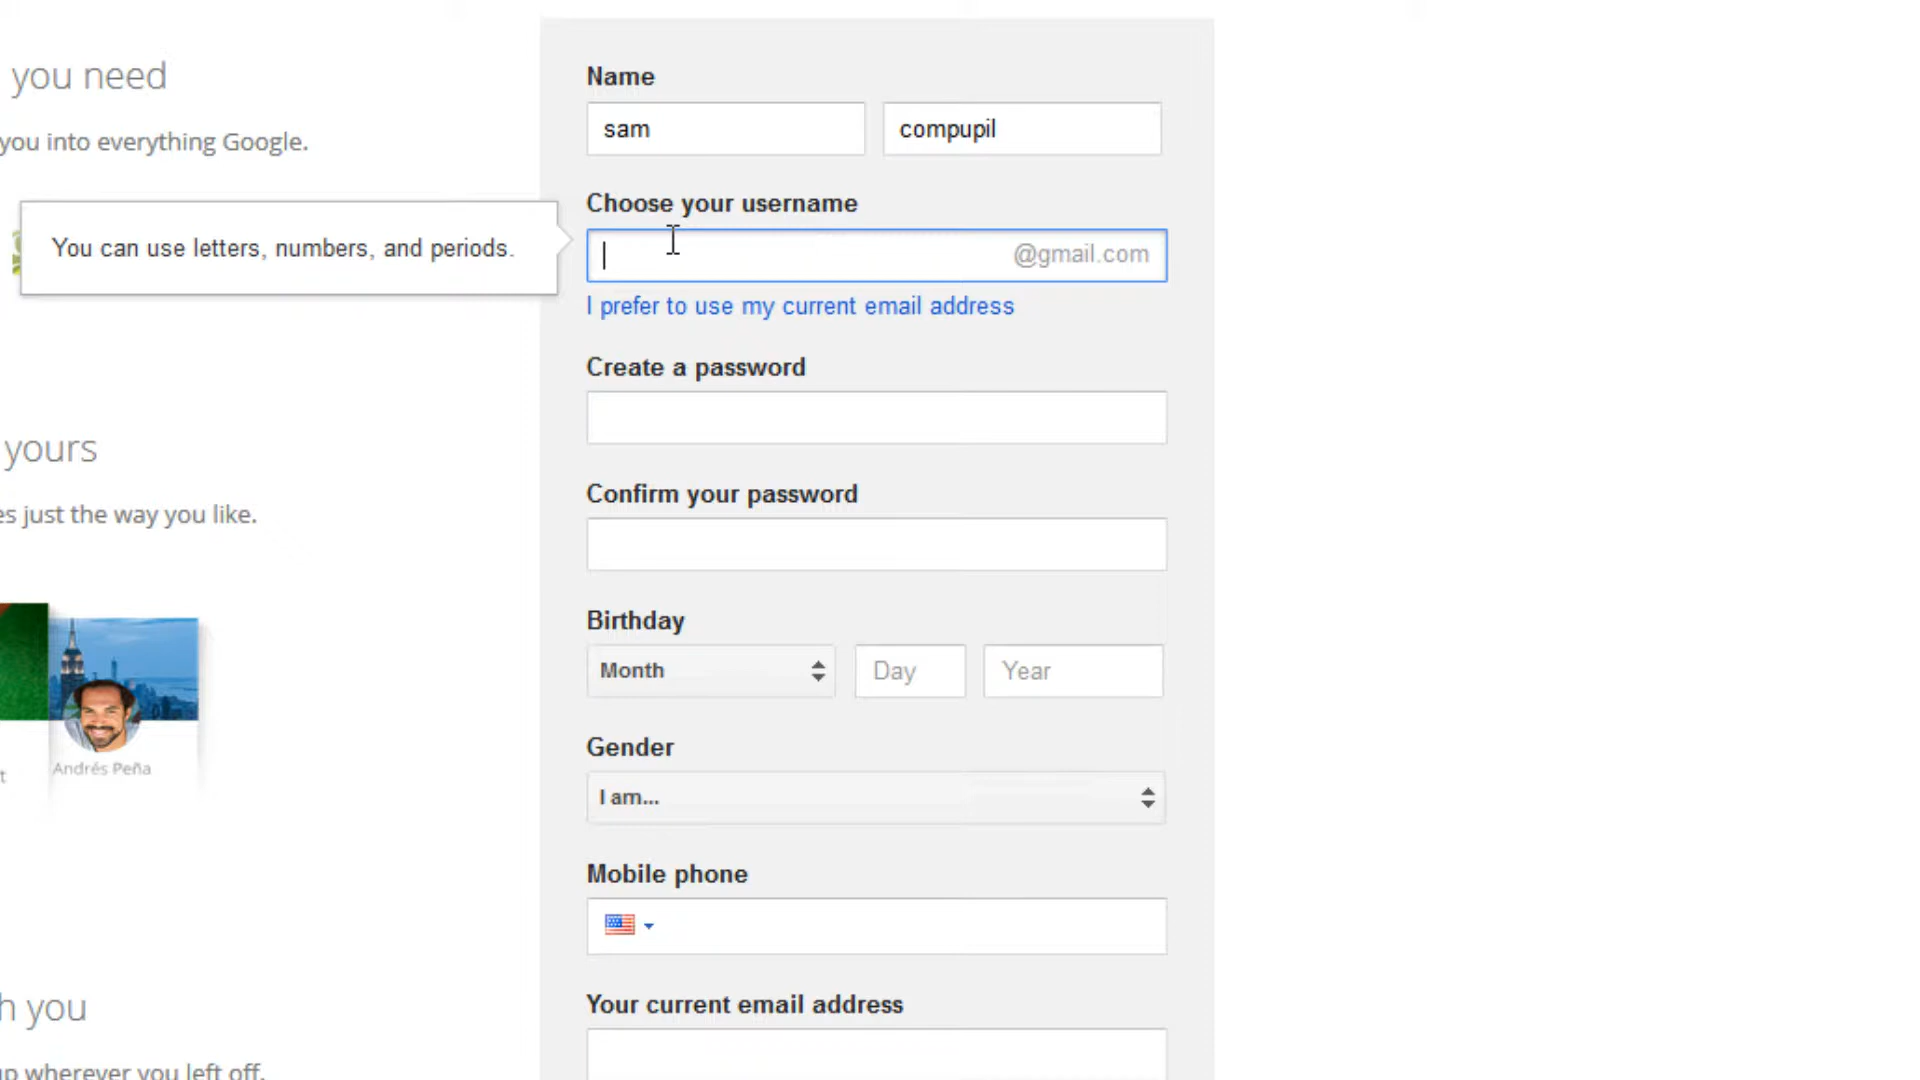 you need
you into everything Google.
You can use letters, numbers, and periods.
yours
es just the way you like.
Andrés Peña
t
h you
up wherever you left off.
Name
sam
compupil
Choose your username
@gmail.com
I prefer to use my current email address
Create a password
Confirm your password
Birthday
Month
Day
Year
Gender
I am...
Mobile phone
Your current email address